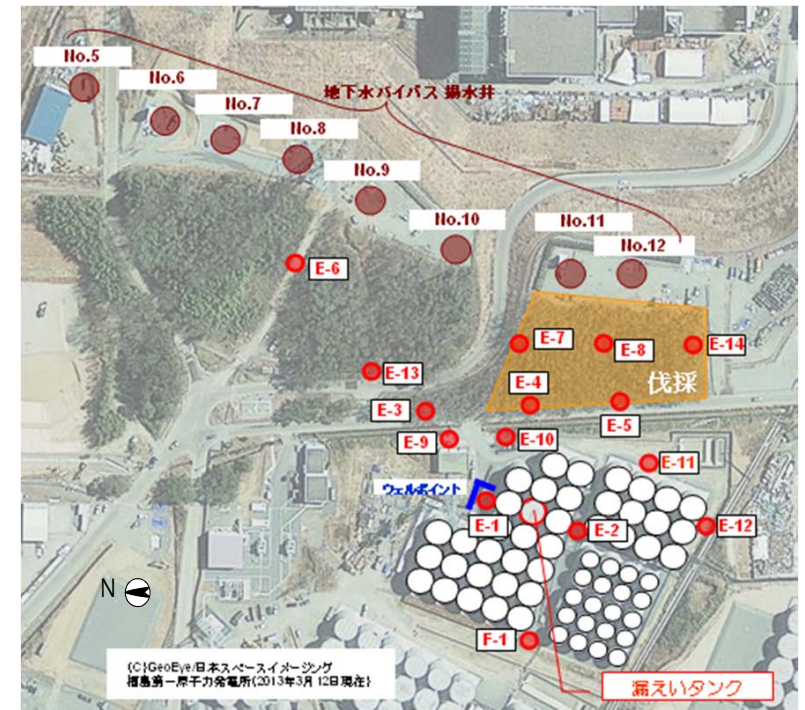 No.5
No.6
No.7
地下水バイパス 揚水井
No.8
No.9
No.10
No.11
No.12
E-6
E-7
E-8
E-14
E-13
伐採
E-4
E-3
E-5
E-9
E-10
E-11
ウェルポイント
E-1
E-2
E-12
N
F-1
(C)GeoEye/日本スペースイメージング
福島第一原子力発電所(2013年3月12日現在)
漏えいタンク